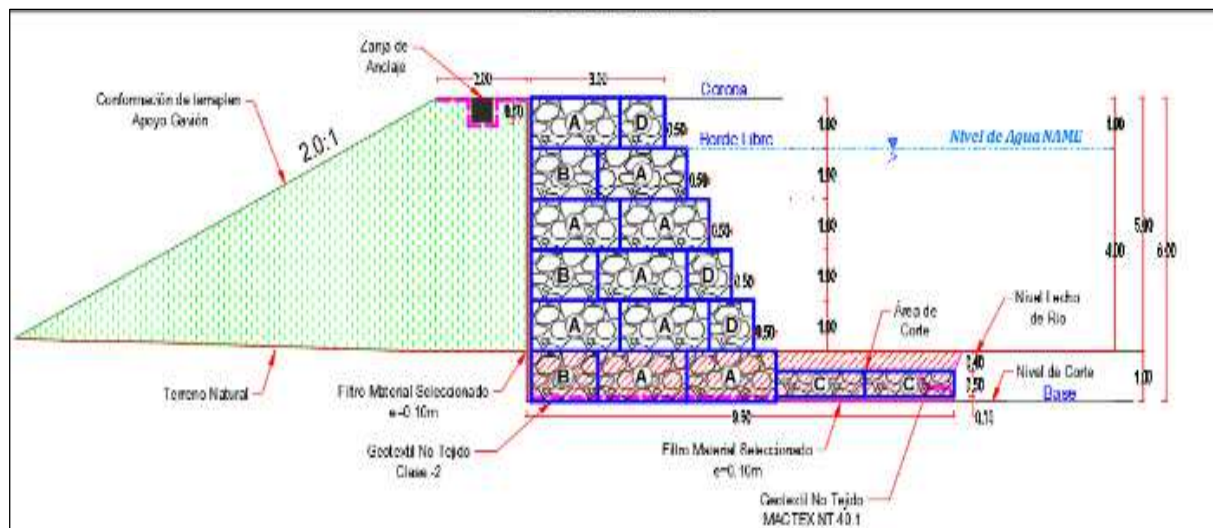 Zanja de
Anclaje
2.00
3.00
Conformación de terraplen
Apoyo Gavión
2.0:1
Corona
A
D
0.50
1.00
1.00
Borde Libre
Nivel de Agua NAME
B
A
0.50
A
A
0.50
1.00
5.00
6.00
4.00
B
A
D
0.50
A
A
D
0.50
1.00
Área de
Corte
Nivel Lecho
de Rio
B
A
A
C
C
0.40
0.50
1.00
Nivel de Corte
Base
Terreno Natural
Filtro Material Seleccionado
e=0.10m
0.10
Geotextil No Tejido
Clase -2
Filtro Material Seleccionado
e=0.10m
Geotextil No Tejido
MACTEX NT 40.1